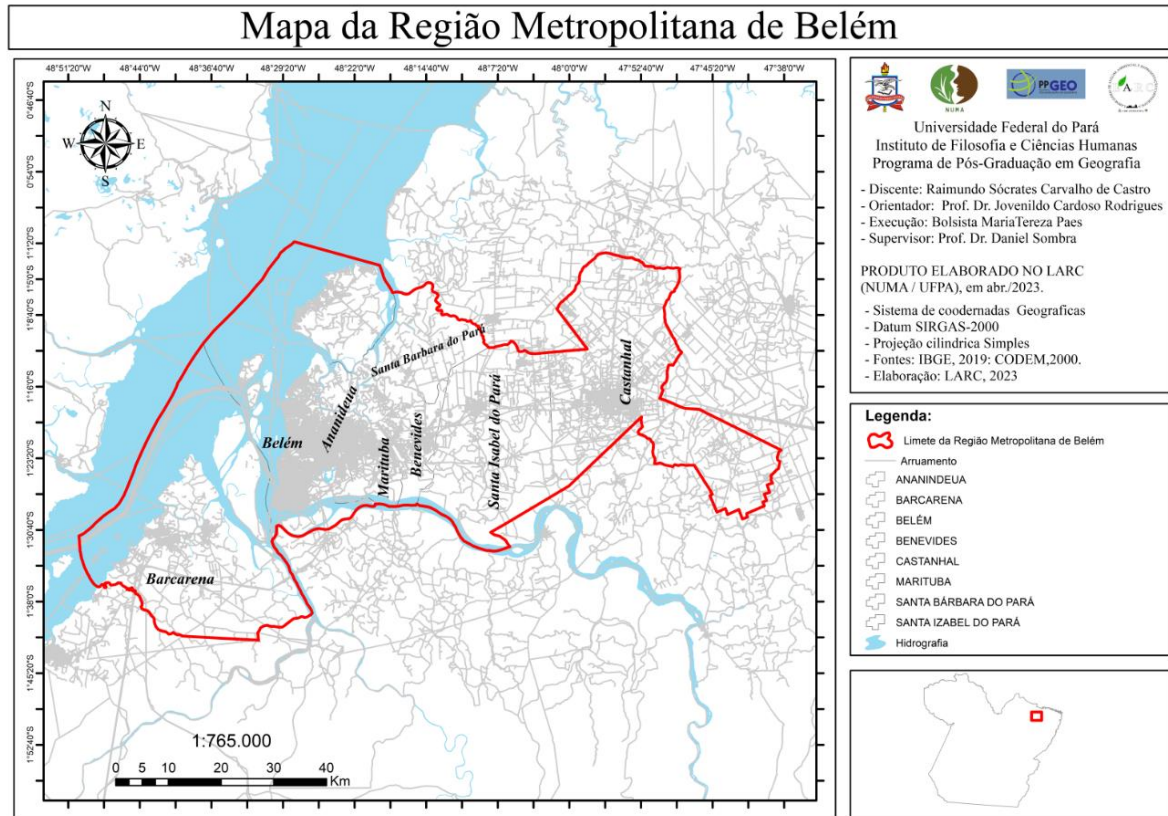 Mapa da Região Metropolitana de Belém
48°51'20"W 48°44'0"W 48°36'40"W 48°29'20"W 48°22'0"W 48°14'40"W 48°7'20"W 48°0'0"W 47°52'40"W 47°45'20"W 47°38'0"W
0°46'40"S
0°54'0"S
1°1'20"S
1°5'0"S
1°8'40"S
1°16'0"S
1°23'20"S
1°30'40"S
1°38'0"S
1°45'20"S
1°52'40"S
N
W E
S
Santa Barbara do Pará
Ananideua
Belém
Marituba
Benevides
Santa Isabel do Pará
Castanhal
Barcarena
1:765.000
0 5 10 20 30 40
Km
NUMA
PPGEO
ARC
Universidade Federal do Pará
Instituto de Filosofia e Ciências Humanas
Programa de Pós-Graduação em Geografia
- Discente: Raimundo Sócrates Carvalho de Castro
- Orientador: Prof. Dr. Jovenildo Cardoso Rodrigues
- Execução: Bolsista MariaTereza Paes
- Supervisor: Prof. Dr. Daniel Sombra
PRODUTO ELABORADO NO LARC
(NUMA / UFPA), em abr./2023.
- Sistema de coodernadas Geograficas
- Datum SIRGAS-2000
- Projeção cilindrica Simples
- Fontes: IBGE, 2019: CODEM,2000.
- Elaboração: LARC, 2023
Legenda:
Limete da Região Metropolitana de Belém
Arruamento
ANANINDEUA
BARCARENA
BELÉM
BENEVIDES
CASTANHAL
MARITUBA
SANTA BÁRBARA DO PARÁ
SANTA IZABEL DO PARÁ
Hidrografia